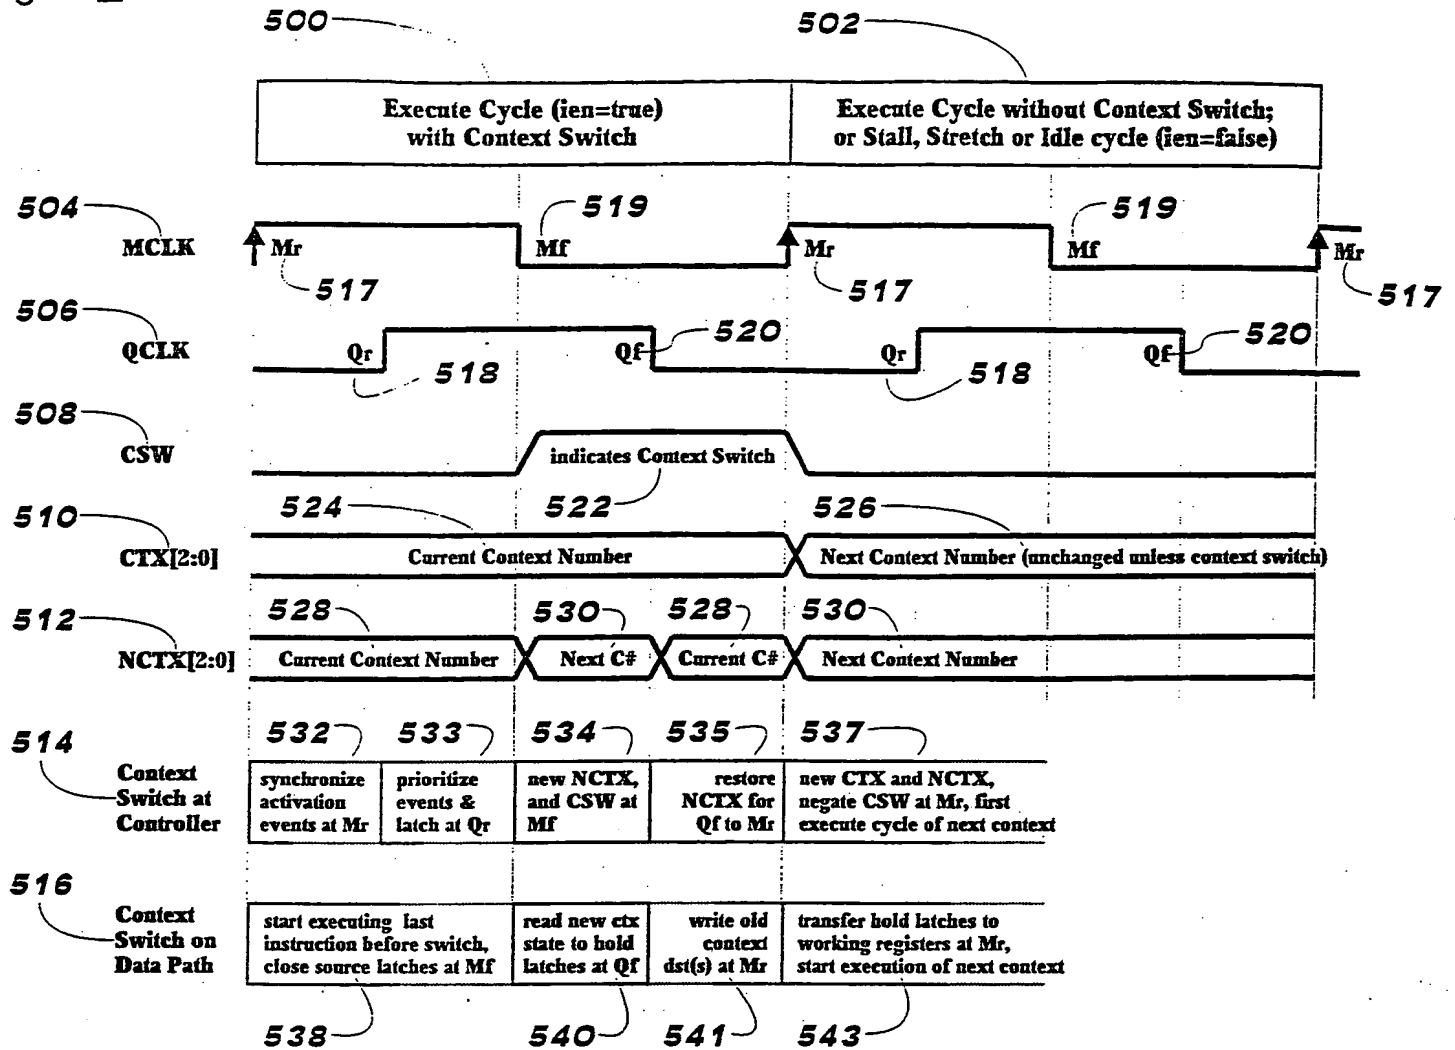 500
502
Execute Cycle (ien=true)
with Context Switch
Execute Cycle without Context Switch;
or Stall, Stretch or Idle cycle (ien=false)
504
MCLK
Mr
517
Mf
519
Mr
517
Mf
519
Mr
517
506
QCLK
Qr
518
Qf
520
Qr
518
Qf
520
508
CSW
indicates Context Switch
522
510
CTX[2:0]
524
Current Context Number
526
Next Context Number (unchanged unless context switch)
512
NCTX[2:0]
528
Current Context Number
530
Next C#
528
Current C#
530
Next Context Number
514
Context
Switch at
Controller
532
synchronize
activation
events at Mr
533
prioritize
events &
latch at Qr
534
new NCTX,
and CSW at
Mf
535
restore
NCTX for
Qf to Mr
537
new CTX and NCTX,
negate CSW at Mr, first
execute cycle of next context
516
Context
Switch on
Data Path
start executing last
instruction before switch,
close source latches at Mf
538
read new ctx
state to hold
latches at Qf
540
write old
context
dst(s) at Mr
541
transfer hold latches to
working registers at Mr,
start execution of next context
543